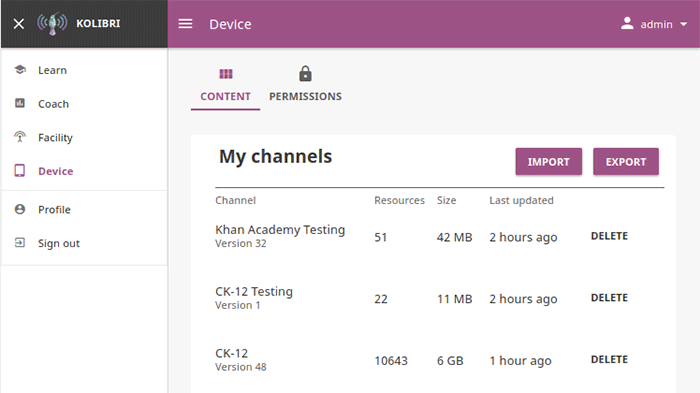 KOLIBRI
Device
admin
Learn
Coach
Facility
Device
Profile
Sign out
CONTENT
PERMISSIONS
My channels
IMPORT
EXPORT
Channel Resources Size Last updated
Khan Academy Testing 51 42 MB 2 hours ago DELETE
Version 32
CK-12 Testing 22 11 MB 2 hours ago DELETE
Version 1
CK-12 10643 6 GB 1 hour ago DELETE
Version 48